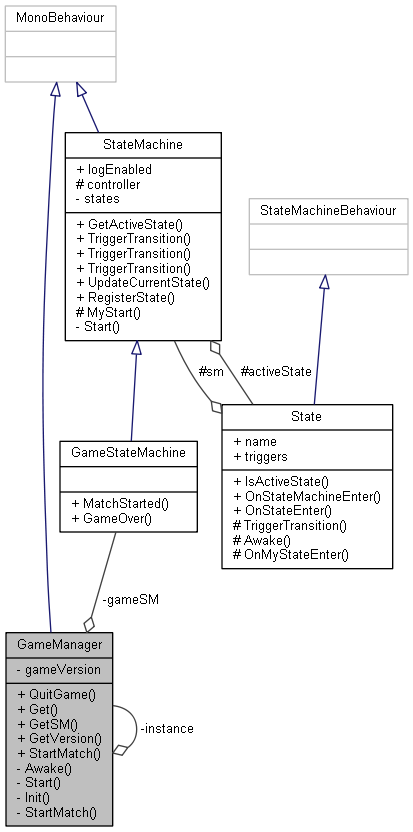 MonoBehaviour
StateMachine
+ logEnabled
# controller
- states
+ GetActiveState()
+ TriggerTransition()
+ TriggerTransition()
+ TriggerTransition()
+ UpdateCurrentState()
+ RegisterState()
# MyStart()
- Start()
StateMachineBehaviour
#sm
#activeState
State
+ name
+ triggers
+ IsActiveState()
+ OnStateMachineEnter()
+ OnStateEnter()
# TriggerTransition()
# Awake()
# OnMyStateEnter()
GameStateMachine
+ MatchStarted()
+ GameOver()
-gameSM
GameManager
- gameVersion
+ QuitGame()
+ Get()
+ GetSM()
+ GetVersion()
+ StartMatch()
- Awake()
- Start()
- Init()
- StartMatch()
-instance